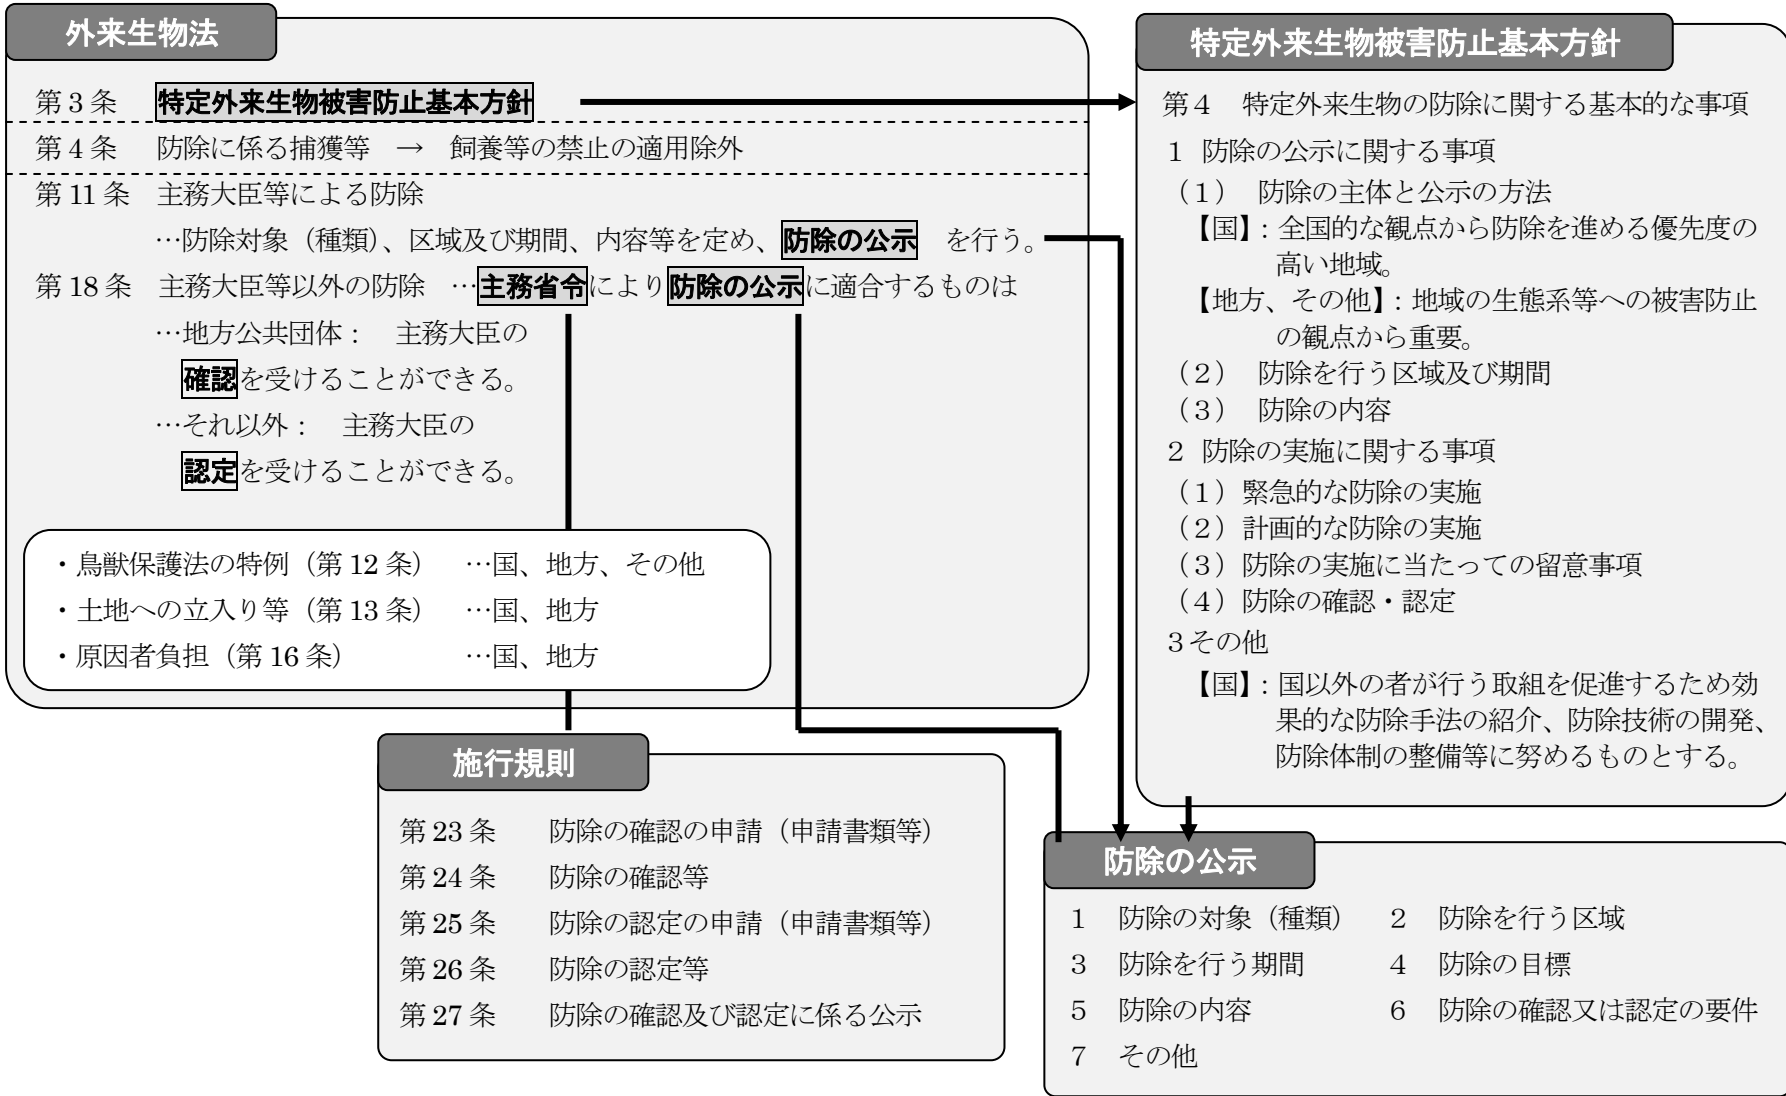 外来生物法
第3条 特定外来生物被害防止基本方針
第4条 防除に係る捕獲等 → 飼養等の禁止の適用除外
第11条 主務大臣等による防除
…防除対象（種類）、区域及び期間、内容等を定め、防除の公示 を行う。
第18条 主務大臣等以外の防除 …主務省令により防除の公示に適合するものは
…地方公共団体： 主務大臣の
確認を受けることができる。
…それ以外： 主務大臣の
認定を受けることができる。
・鳥獣保護法の特例（第12条） …国、地方、その他
・土地への立入り等（第13条） …国、地方
・原因者負担（第16条） …国、地方
特定外来生物被害防止基本方針
第4 特定外来生物の防除に関する基本的な事項
1 防除の公示に関する事項
（1） 防除の主体と公示の方法
【国】：全国的な観点から防除を進める優先度の
高い地域。
【地方、その他】：地域の生態系等への被害防止
の観点から重要。
（2） 防除を行う区域及び期間
（3） 防除の内容
2 防除の実施に関する事項
（1）緊急的な防除の実施
（2）計画的な防除の実施
（3）防除の実施に当たっての留意事項
（4）防除の確認・認定
3その他
【国】：国以外の者が行う取組を促進するため効
果的な防除手法の紹介、防除技術の開発、
防除体制の整備等に努めるものとする。
施行規則
第23条 防除の確認の申請（申請書類等）
第24条 防除の確認等
第25条 防除の認定の申請（申請書類等）
第26条 防除の認定等
第27条 防除の確認及び認定に係る公示
防除の公示
1 防除の対象（種類） 2 防除を行う区域
3 防除を行う期間 4 防除の目標
5 防除の内容 6 防除の確認又は認定の要件
7 その他